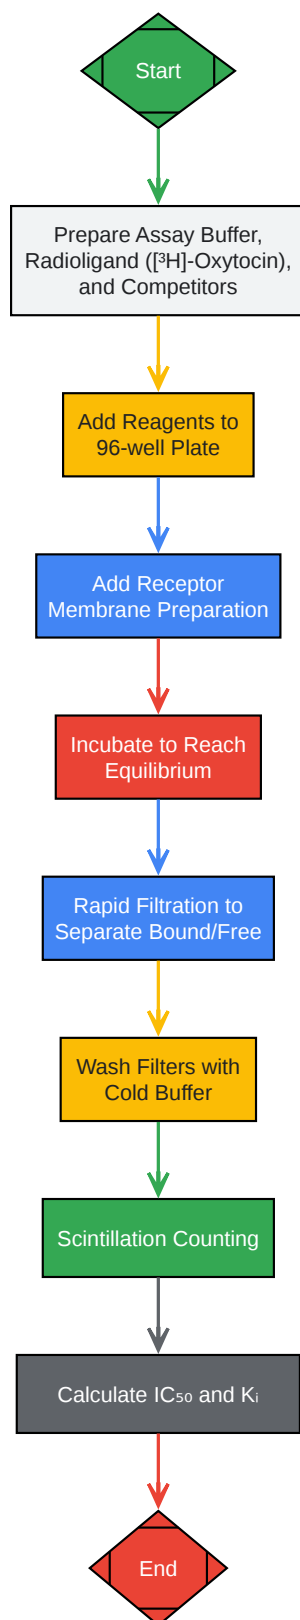 Start
Prepare Assay Buffer,
Radioligand ([³H]-Oxytocin),
and Competitors
Add Reagents to
96-well Plate
Add Receptor
Membrane Preparation
Incubate to Reach
Equilibrium
Rapid Filtration to
Separate Bound/Free
Wash Filters with
Cold Buffer
Scintillation Counting
Calculate IC₅₀ and Kᵢ
End